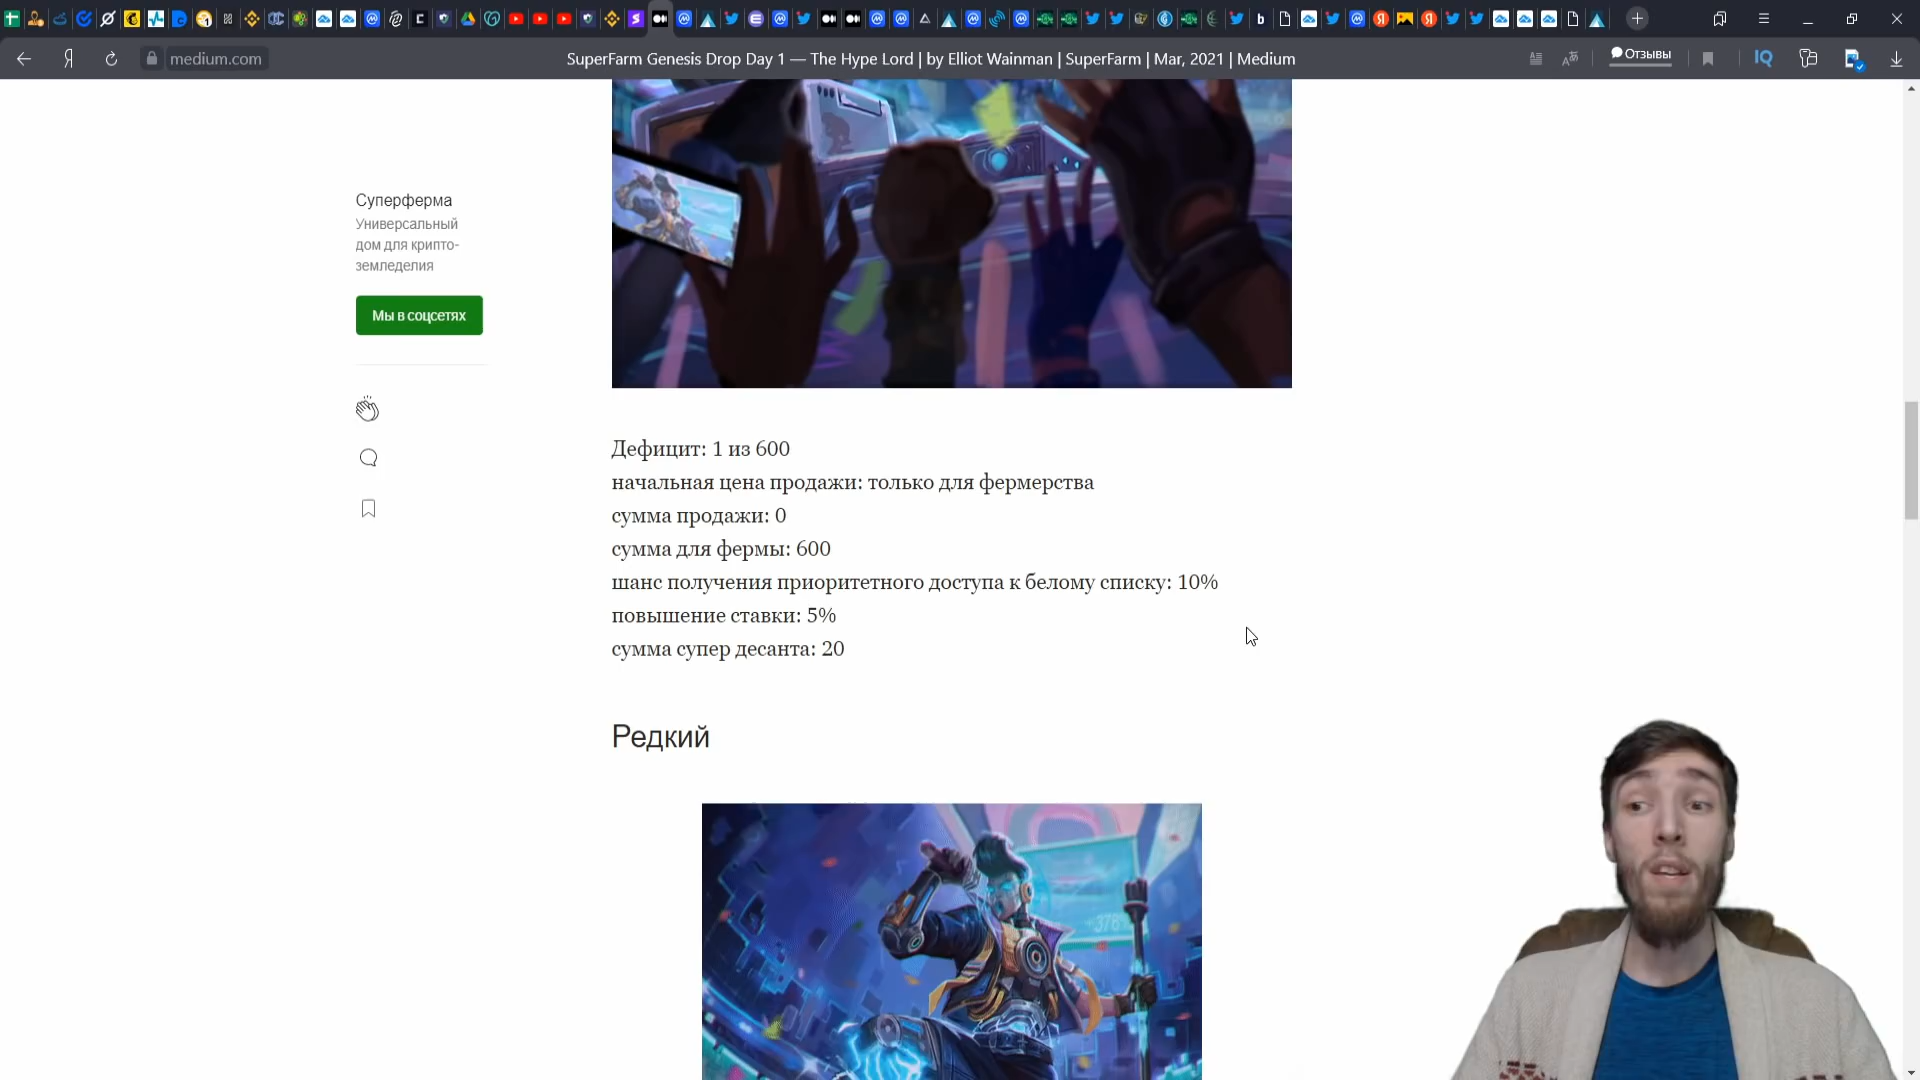 medium.com
SuperFarm Genesis Drop Day 1 — The Hype Lord | by Elliot Wainman | SuperFarm | Mar, 2021 | Medium
Отзывы
IQ
Суперферма
Универсальный
дом для крипто-
земледелия
Мы в соцсетях
Дефицит: 1 из 600
начальная цена продажи: только для фермерства
сумма продажи: 0
сумма для фермы: 600
шанс получения приоритетного доступа к белому списку: 10%
повышение ставки: 5%
сумма супер десанта: 20
Редкий
+378